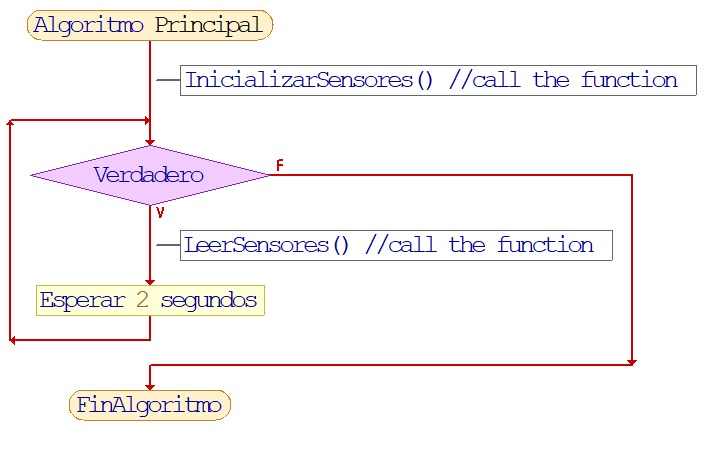 Algoritmo Principal
InicializarSensores() //call the function
Verdadero
F
V
LeerSensores() //call the function
Esperar 2 segundos
FinAlgoritmo